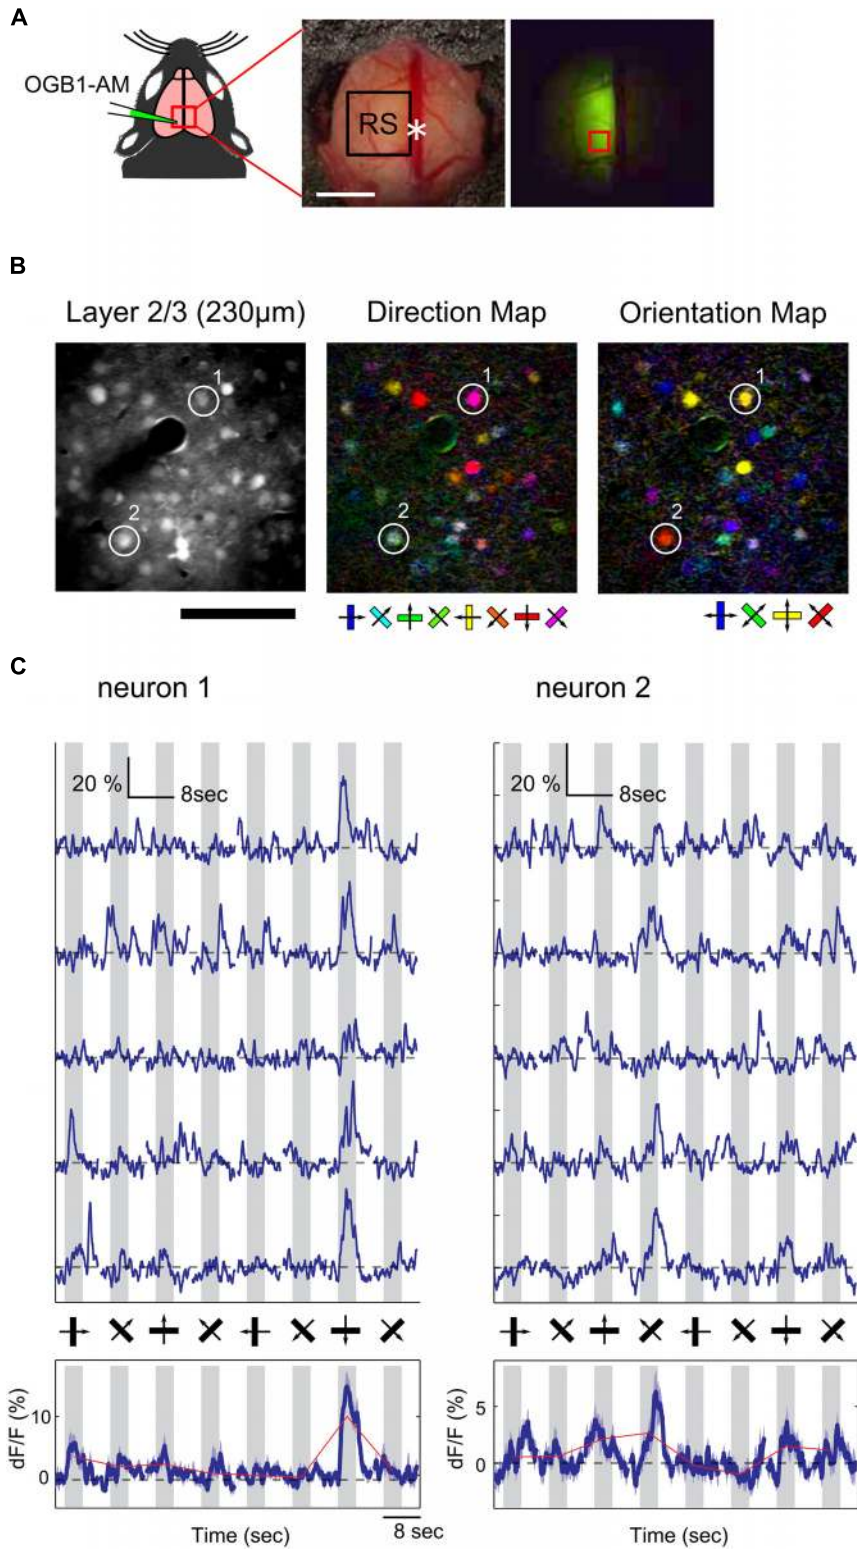 A
OGB1-AM
RS
*
B
Layer 2/3 (230μm)
Direction Map
Orientation Map
1
1
1
2
2
2
C
neuron 1
neuron 2
20 %
8sec
20 %
8sec
dF/F (%)
10
0
dF/F (%)
5
0
Time (sec)
8 sec
Time (sec)